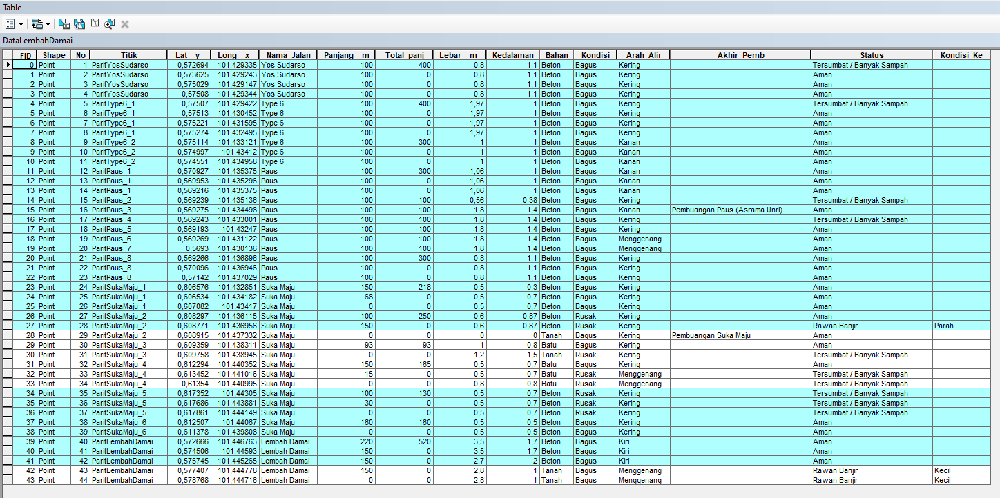 Table
DataLembahDamai
FID Shape No Titik Lat__y Long__x Nama_Jalan Panjang__m Total_panj Lebar__m Kedalaman Bahan Kondisi Arah_Alir Akhir_Pemb Status Kondisi_Ke
0 Point 1 ParitYosSudarso 0,572694 101,429335 Yos Sudarso 100 400 0,8 1,1 Beton Bagus Kering Tersumbat / Banyak Sampah
1 Point 2 ParitYosSudarso 0,573625 101,429243 Yos Sudarso 100 0 0,8 1,1 Beton Bagus Kering Aman
2 Point 3 ParitYosSudarso 0,575029 101,429147 Yos Sudarso 100 0 0,8 1,1 Beton Bagus Kering Aman
3 Point 4 ParitYosSudarso 0,57508 101,429344 Yos Sudarso 100 0 0,8 1,1 Beton Bagus Kering Aman
4 Point 5 ParitType6_1 0,57507 101,429422 Type 6 100 400 1,97 1 Beton Bagus Kering Tersumbat / Banyak Sampah
5 Point 6 ParitType6_1 0,57513 101,430452 Type 6 100 0 1,97 1 Beton Bagus Kering Aman
6 Point 7 ParitType6_1 0,575221 101,431595 Type 6 100 0 1,97 1 Beton Bagus Kering Aman
7 Point 8 ParitType6_1 0,575274 101,432495 Type 6 100 0 1,97 1 Beton Bagus Kering Aman
8 Point 9 ParitType6_2 0,575114 101,433121 Type 6 100 300 1 1 Beton Bagus Kanan Aman
9 Point 10 ParitType6_2 0,574997 101,43412 Type 6 100 0 1 1 Beton Bagus Kanan Aman
10 Point 11 ParitType6_2 0,574551 101,434958 Type 6 100 0 1 1 Beton Bagus Kanan Aman
11 Point 12 ParitPaus_1 0,570927 101,435375 Paus 100 300 1,06 1 Beton Bagus Kanan Aman
12 Point 13 ParitPaus_1 0,569953 101,435296 Paus 100 0 1,06 1 Beton Bagus Kanan Aman
13 Point 14 ParitPaus_1 0,569216 101,435375 Paus 100 0 1,06 1 Beton Bagus Kanan Aman
14 Point 15 ParitPaus_2 0,569239 101,435136 Paus 100 100 0,56 0,38 Beton Bagus Kering Tersumbat / Banyak Sampah
15 Point 16 ParitPaus_3 0,569275 101,434498 Paus 100 100 1,8 1,4 Beton Bagus Kanan Pembuangan Paus (Asrama Unri) Aman
16 Point 17 ParitPaus_4 0,569243 101,433001 Paus 100 100 1,8 1,4 Beton Bagus Kering Tersumbat / Banyak Sampah
17 Point 18 ParitPaus_5 0,569193 101,43247 Paus 100 100 1,8 1,4 Beton Bagus Kering Aman
18 Point 19 ParitPaus_6 0,569269 101,431122 Paus 100 100 1,8 1,4 Beton Bagus Menggenang Aman
19 Point 20 ParitPaus_7 0,5693 101,430136 Paus 100 100 1,8 1,4 Beton Bagus Menggenang Aman
20 Point 21 ParitPaus_8 0,569266 101,436896 Paus 100 300 0,8 1,1 Beton Bagus Kering Aman
21 Point 22 ParitPaus_8 0,570096 101,436946 Paus 100 0 0,8 1,1 Beton Bagus Kering Aman
22 Point 23 ParitPaus_8 0,57142 101,437029 Paus 100 0 0,8 1,1 Beton Bagus Kering Aman
23 Point 24 ParitSukaMaju_1 0,606576 101,432851 Suka Maju 150 218 0,5 0,3 Beton Bagus Kering Aman
24 Point 25 ParitSukaMaju_1 0,606534 101,434182 Suka Maju 68 0 0,5 0,7 Beton Bagus Kering Aman
25 Point 26 ParitSukaMaju_1 0,607082 101,43417 Suka Maju 0 0 0,5 0,7 Beton Bagus Kering Aman
26 Point 27 ParitSukaMaju_2 0,608297 101,436115 Suka Maju 100 250 0,6 0,87 Beton Rusak Kering Aman
27 Point 28 ParitSukaMaju_2 0,608771 101,436956 Suka Maju 150 0 0,6 0,87 Beton Rusak Kering Rawan Banjir Parah
28 Point 29 ParitSukaMaju_2 0,608915 101,437332 Suka Maju 0 0 0 0 Tanah Bagus Kering Pembuangan Suka Maju Aman
29 Point 30 ParitSukaMaju_3 0,609359 101,438311 Suka Maju 93 93 1 0,8 Batu Bagus Kering Aman
30 Point 31 ParitSukaMaju_3 0,609758 101,438945 Suka Maju 0 0 1,2 1,5 Tanah Rusak Kering Tersumbat / Banyak Sampah
31 Point 32 ParitSukaMaju_4 0,612294 101,440352 Suka Maju 150 165 0,5 0,7 Batu Bagus Kering Aman
32 Point 33 ParitSukaMaju_4 0,613452 101,441016 Suka Maju 15 0 0,5 0,7 Batu Rusak Menggenang Tersumbat / Banyak Sampah
33 Point 34 ParitSukaMaju_4 0,61354 101,440995 Suka Maju 0 0 0,8 0,8 Batu Rusak Menggenang Tersumbat / Banyak Sampah
34 Point 35 ParitSukaMaju_5 0,617352 101,44305 Suka Maju 100 130 0,5 0,7 Beton Rusak Kering Tersumbat / Banyak Sampah
35 Point 36 ParitSukaMaju_5 0,617686 101,443881 Suka Maju 30 0 0,5 0,7 Beton Rusak Kering Tersumbat / Banyak Sampah
36 Point 37 ParitSukaMaju_5 0,617861 101,444149 Suka Maju 0 0 0,5 0,7 Beton Rusak Kering Tersumbat / Banyak Sampah
37 Point 38 ParitSukaMaju_6 0,612507 101,44067 Suka Maju 160 160 0,5 0,5 Beton Bagus Kering Aman
38 Point 39 ParitSukaMaju_6 0,611378 101,439808 Suka Maju 0 0 0,5 0,5 Beton Bagus Kering Aman
39 Point 40 ParitLembahDamai 0,572666 101,446763 Lembah Damai 220 520 3,5 1,7 Beton Bagus Kiri Aman
40 Point 41 ParitLembahDamai 0,574506 101,44593 Lembah Damai 150 0 3,5 1,7 Beton Bagus Kiri Aman
41 Point 42 ParitLembahDamai 0,575745 101,445265 Lembah Damai 150 0 2,7 2 Beton Bagus Kiri Aman
42 Point 43 ParitLembahDamai 0,577407 101,444778 Lembah Damai 150 0 2,8 1 Tanah Bagus Menggenang Rawan Banjir Kecil
43 Point 44 ParitLembahDamai 0,578768 101,444716 Lembah Damai 0 0 2,8 1 Tanah Bagus Menggenang Rawan Banjir Kecil